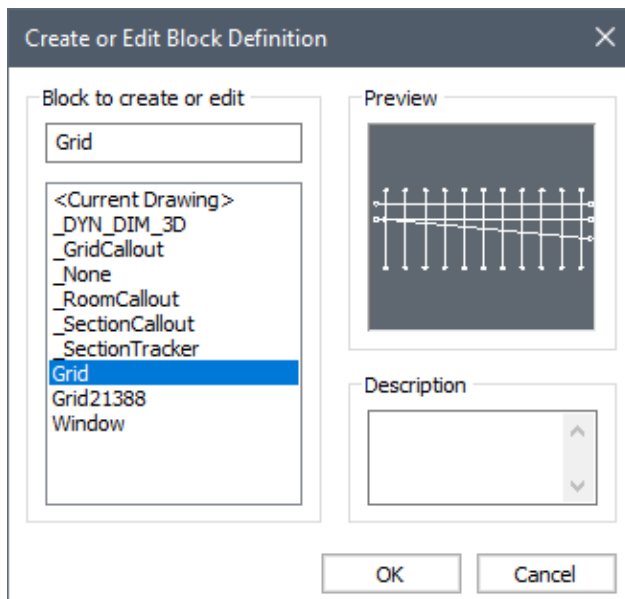 Create or Edit Block Definition
Block to create or edit
Grid
<Current Drawing>
_DYN_DIM_3D
_GridCallout
_None
_RoomCallout
_SectionCallout
_SectionTracker
Grid
Grid21388
Window
Preview
Description
OK
Cancel